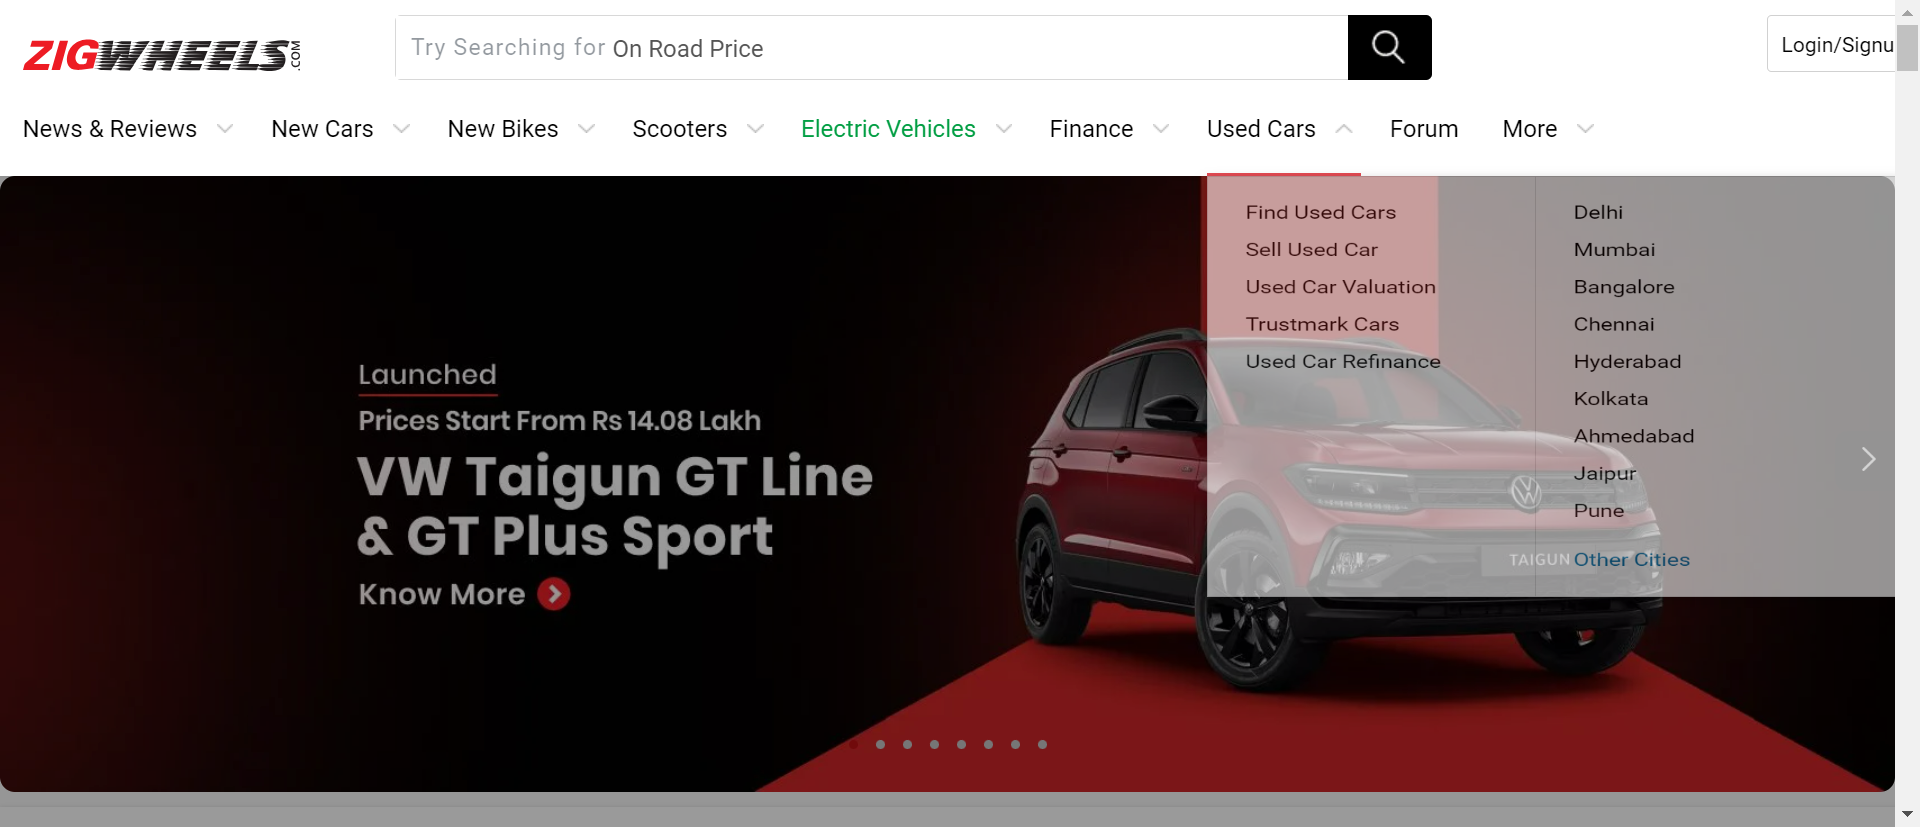 ZIGWHEELS.COM
Try Searching for On Road Price
Login/Signu
News & Reviews
New Cars
New Bikes
Scooters
Electric Vehicles
Finance
Used Cars
Forum
More
Find Used Cars
Sell Used Car
Used Car Valuation
Trustmark Cars
Used Car Refinance
Delhi
Mumbai
Bangalore
Chennai
Hyderabad
Kolkata
Ahmedabad
Jaipur
Pune
Other Cities
Launched
Prices Start From Rs 14.08 Lakh
VW Taigun GT Line
& GT Plus Sport
Know More
TAIGUN